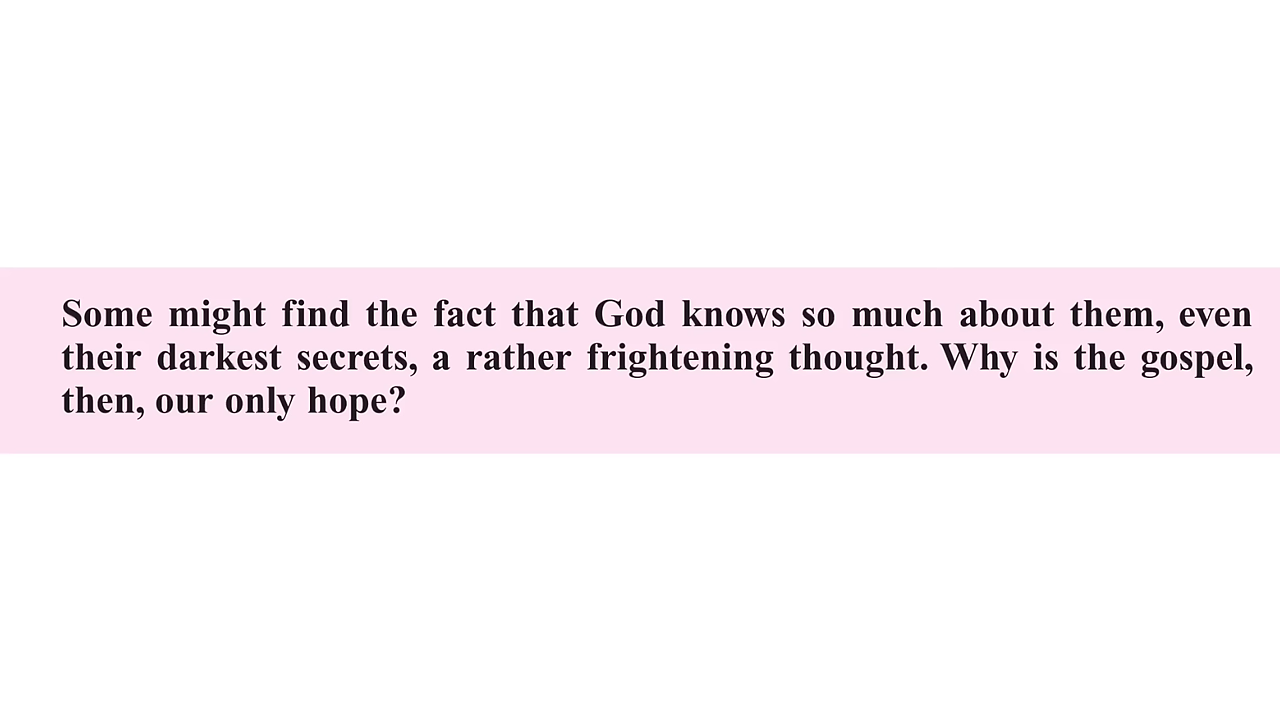 Some might find the fact that God knows so much about them, even
their darkest secrets, a rather frightening thought. Why is the gospel,
then, our only hope?